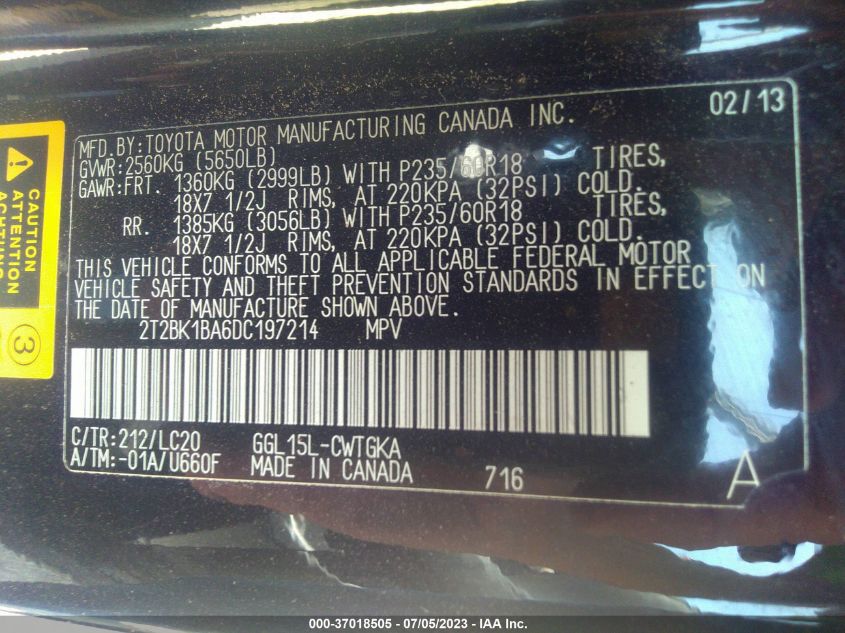 02/13
MFD. BY: TOYOTA MOTOR MANUFACTURING CANADA INC.
GVWR: 2560KG (5650LB)
GAWR: FRT. 1360KG (2999LB) WITH P235/60R18 TIRES,
18X7 1/2J RIMS, AT 220KPA (32PSI) COLD.
RR. 1385KG (3056LB) WITH P235/60R18 TIRES,
18X7 1/2J RIMS, AT 220KPA (32PSI) COLD.
THIS VEHICLE CONFORMS TO ALL APPLICABLE FEDERAL MOTOR
VEHICLE SAFETY AND THEFT PREVENTION STANDARDS IN EFFECT ON
THE DATE OF MANUFACTURE SHOWN ABOVE.
2T2BK1BA6DC197214 MPV
C/TR: 212/LC20 GGL15L-CWTGKA
A/TM: -01A/U660F MADE IN CANADA 716 A
CAUTION
ATTENTION
ACHTUNG
3
000-37018505 - 07/05/2023 - IAA Inc.